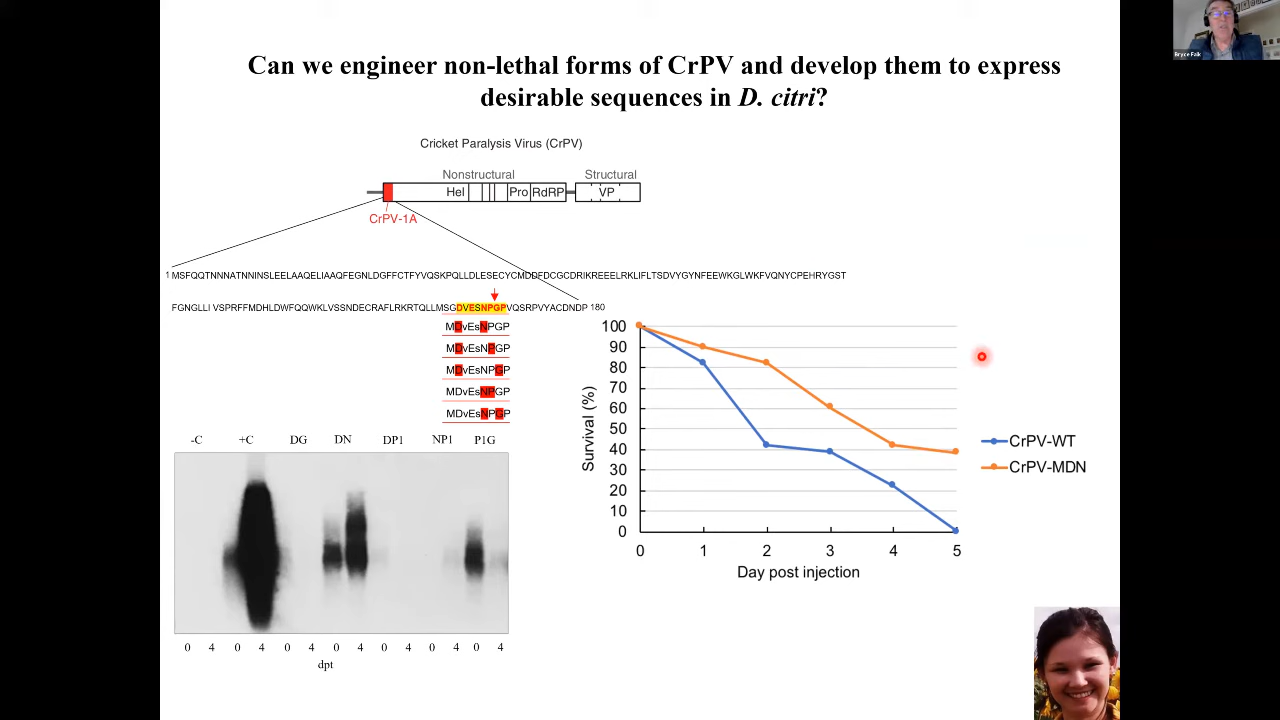 Bryce Falk
Can we engineer non-lethal forms of CrPV and develop them to express
desirable sequences in D. citri?
Cricket Paralysis Virus (CrPV)
Nonstructural Structural
Hel Pro RdRP VP
CrPV-1A
1 MSFQQTNNNATNNINSLEELAAQELIAAQFEGNLDGFFCTFYVQSKPQLLDLESECYCMDDFDCGCDRIKREEELRKLIFLTSDVYGYNFEEWKGLWKFVQNYCPEHRYGST
FGNGLLIVSPRFFMDHLDWFQQWKLVSSNDECRAFLRKRTQLLMSGDVESNPGPVQSRPVYACDNDP 180
MDvEsNPGP
MDvEsNPGP
MDvEsNPGP
MDvEsNPGP
MDvEsNPGP
-C +C DG DN DP1 NP1 P1G
0 4 0 4 0 4 0 4 0 4 0 4 0 4
dpt
100
90
80
70
60
50
40
30
20
10
0
Survival (%)
0 1 2 3 4 5
Day post injection
CrPV-WT
CrPV-MDN